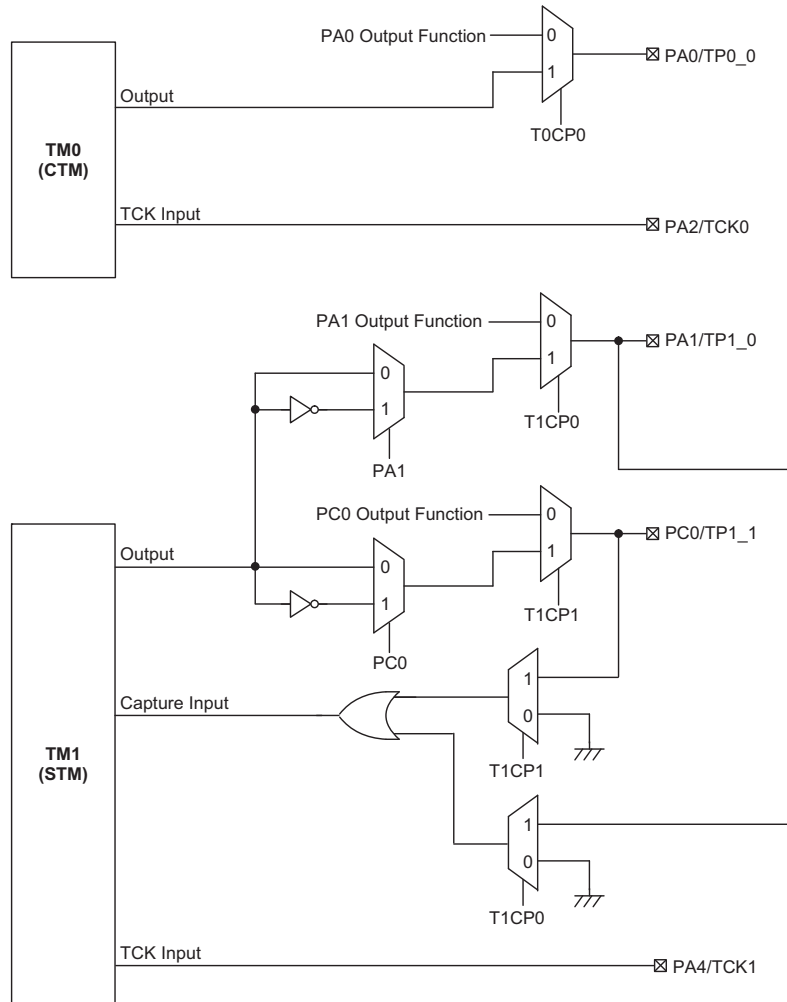 PA0 Output Function
0
1
PA0/TP0_0
Output
T0CP0
TM0
(CTM)
TCK Input
PA2/TCK0
PA1 Output Function
0
1
PA1/TP1_0
0
1
T1CP0
PA1
PC0 Output Function
0
1
PC0/TP1_1
Output
0
1
T1CP1
PC0
Capture Input
1
0
T1CP1
TM1
(STM)
1
0
T1CP0
TCK Input
PA4/TCK1